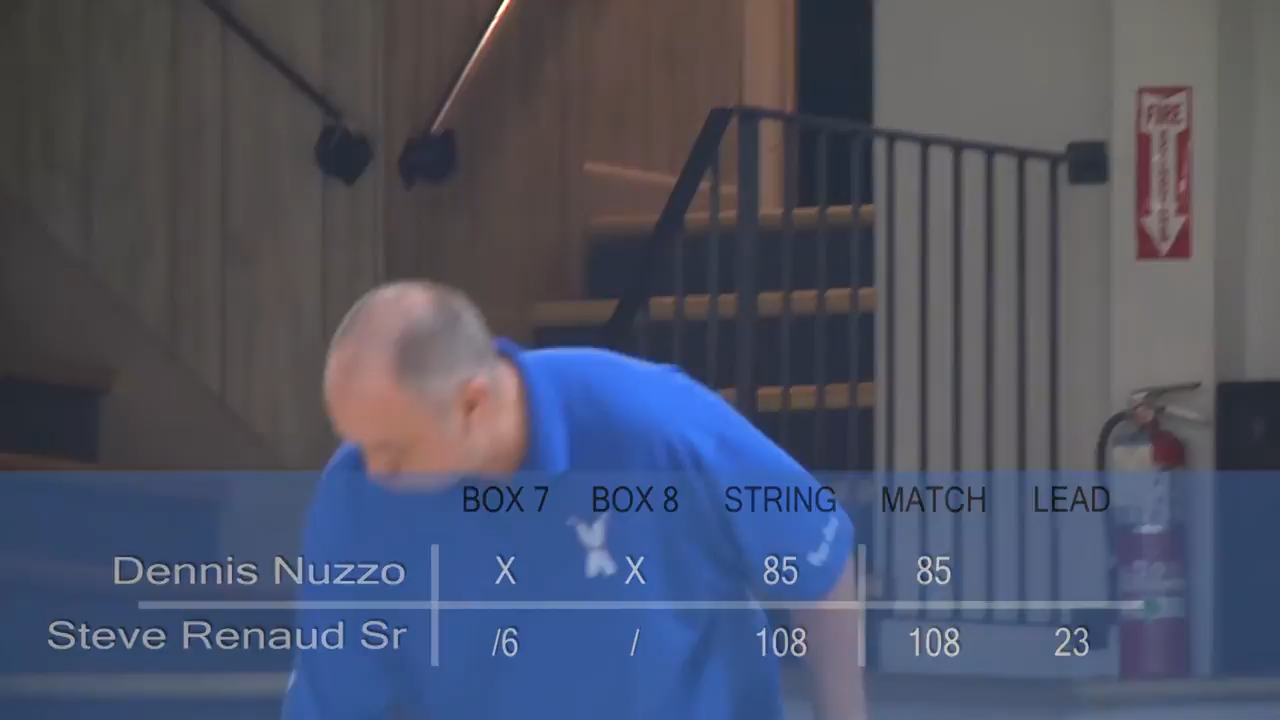 FIRE
BOX 7 BOX 8 STRING MATCH LEAD
Dennis Nuzzo X X 85 85
Steve Renaud Sr /6 / 108 108 23